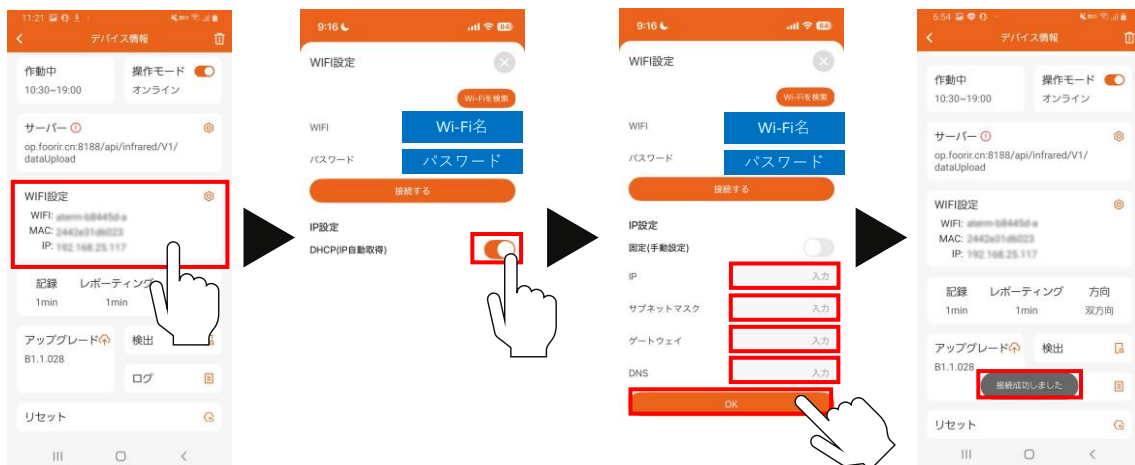 11:21
デバイス情報
作動中
10:30~19:00
操作モード
オンライン
サーバー
op.foorir.cn:8188/api/infrared/V1/
dataUpload
WIFI設定
WIFI:
MAC: 2442e31d6023
IP: 192.168.25.117
記録 レポーティング
1min 1min
アップグレード
B1.1.028
検出
ログ
リセット
9:16
84
WIFI設定
Wi-Fiを検索
WIFI Wi-Fi名
パスワード パスワード
接続する
IP設定
DHCP(IP自動取得)
9:16
84
WIFI設定
Wi-Fiを検索
WIFI Wi-Fi名
パスワード パスワード
接続する
IP設定
固定(手動設定)
IP 入力
サブネットマスク 入力
ゲートウェイ 入力
DNS 入力
OK
6:54
デバイス情報
作動中
10:30~19:00
操作モード
オンライン
サーバー
op.foorir.cn:8188/api/infrared/V1/
dataUpload
WIFI設定
WIFI:
MAC: 2442e31d6023
IP: 192.168.25.117
記録 レポーティング 方向
1min 1min 双方向
アップグレード
B1.1.028
検出
接続成功しました
リセット